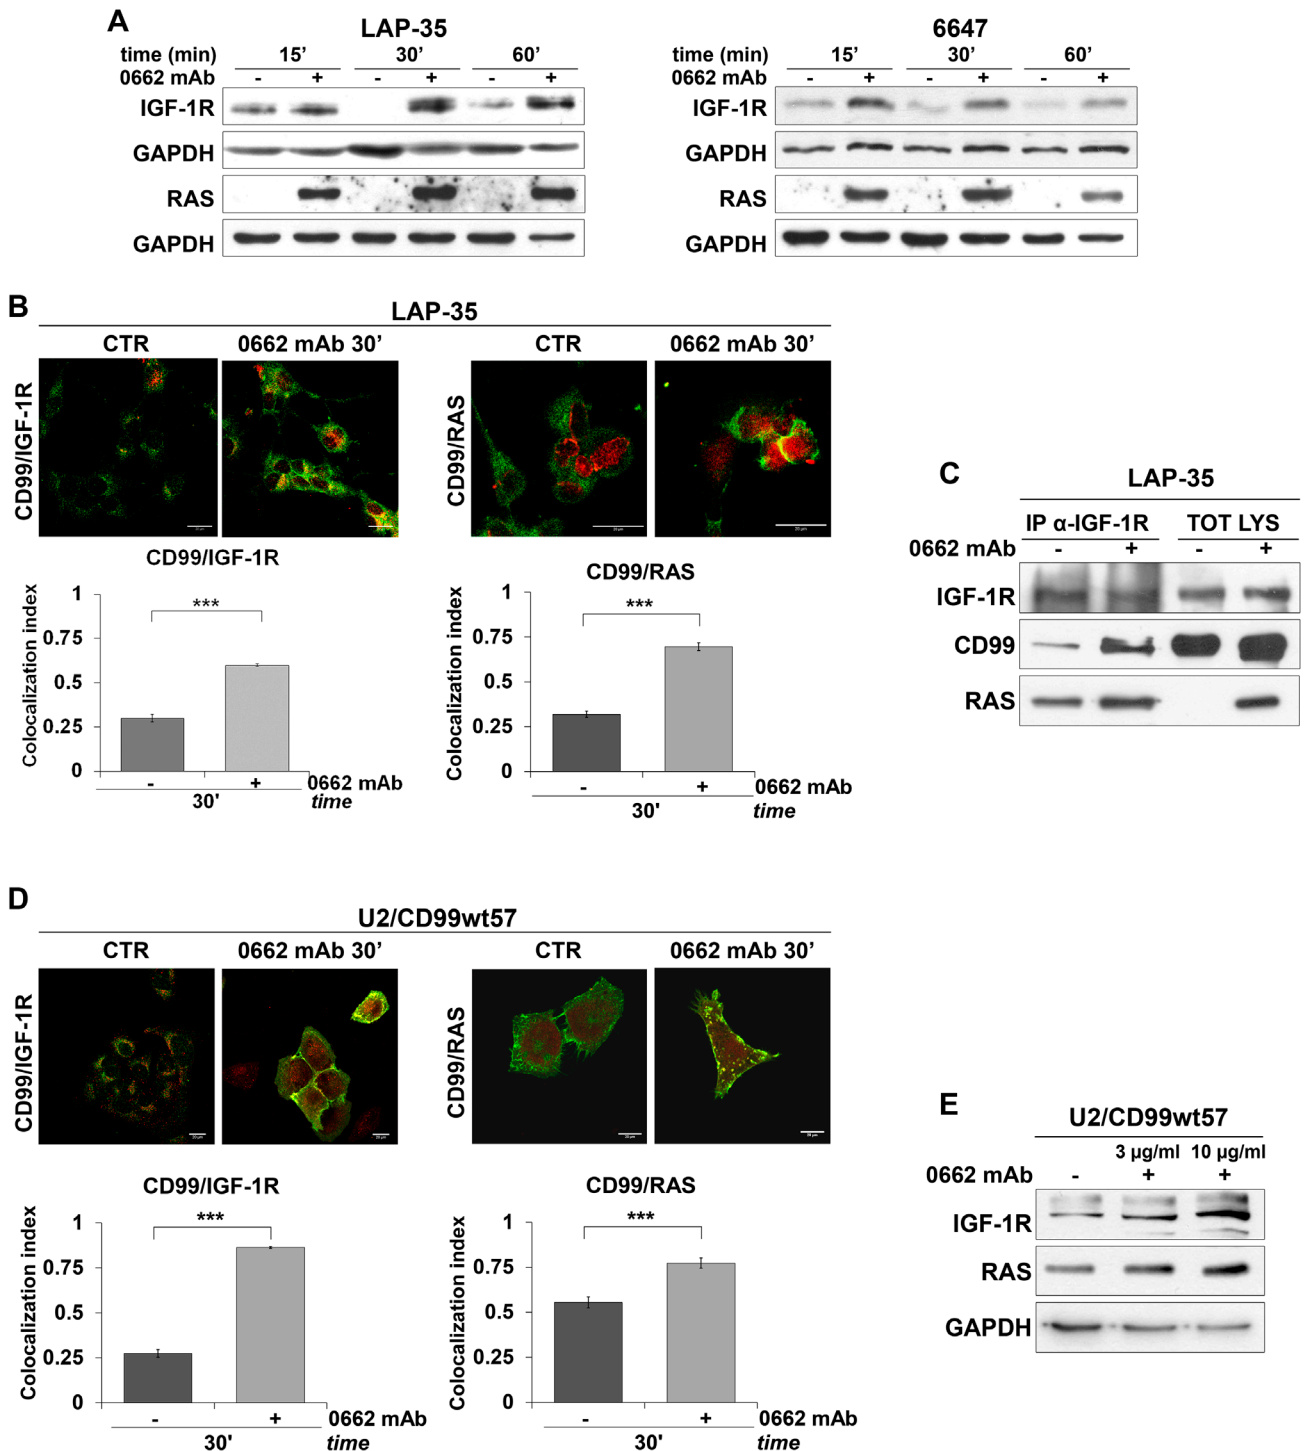 A
LAP-35
time (min) 15’ 30’ 60’
0662 mAb - + - + - +
IGF-1R
GAPDH
RAS
GAPDH
6647
time (min) 15’ 30’ 60’
0662 mAb - + - + - +
IGF-1R
GAPDH
RAS
GAPDH
B
LAP-35
CTR 0662 mAb 30’ CTR 0662 mAb 30’
CD99/IGF-1R
CD99/RAS
CD99/IGF-1R
Colocalization index
1
0.75
0.5
0.25
0
***
- + 0662 mAb
30' time
CD99/RAS
Colocalization index
1
0.75
0.5
0.25
0
***
- + 0662 mAb
30' time
C
LAP-35
IP α-IGF-1R TOT LYS
0662 mAb - + - +
IGF-1R
CD99
RAS
D
U2/CD99wt57
CTR 0662 mAb 30’ CTR 0662 mAb 30’
CD99/IGF-1R
CD99/RAS
CD99/IGF-1R
Colocalization index
1
0.75
0.5
0.25
0
***
- + 0662 mAb
30' time
CD99/RAS
Colocalization index
1
0.75
0.5
0.25
0
***
- + 0662 mAb
30' time
E
U2/CD99wt57
3 µg/ml 10 µg/ml
0662 mAb - + +
IGF-1R
RAS
GAPDH